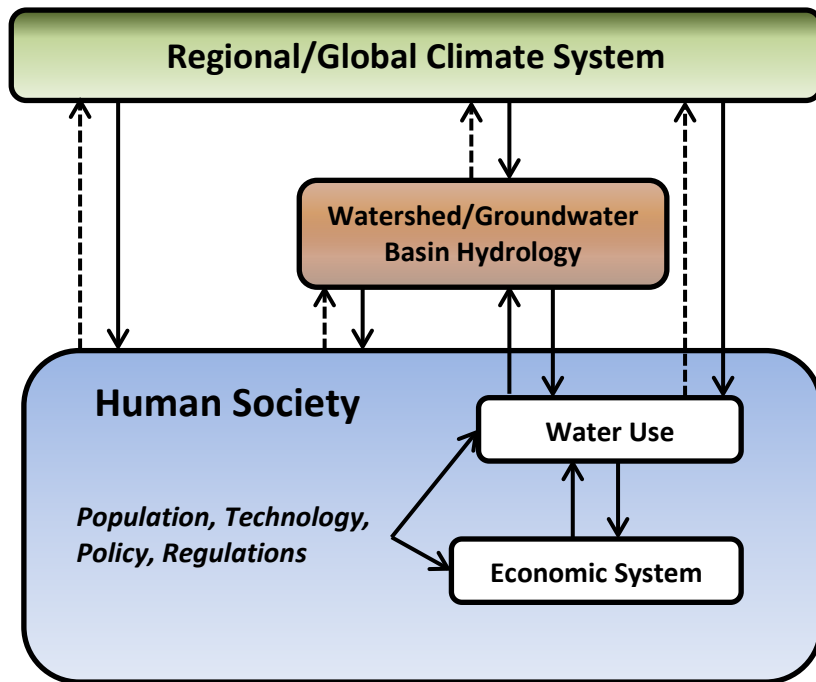 Regional/Global Climate System
Watershed/Groundwater
Basin Hydrology
Human Society
Water Use
Population, Technology,
Policy, Regulations
Economic System